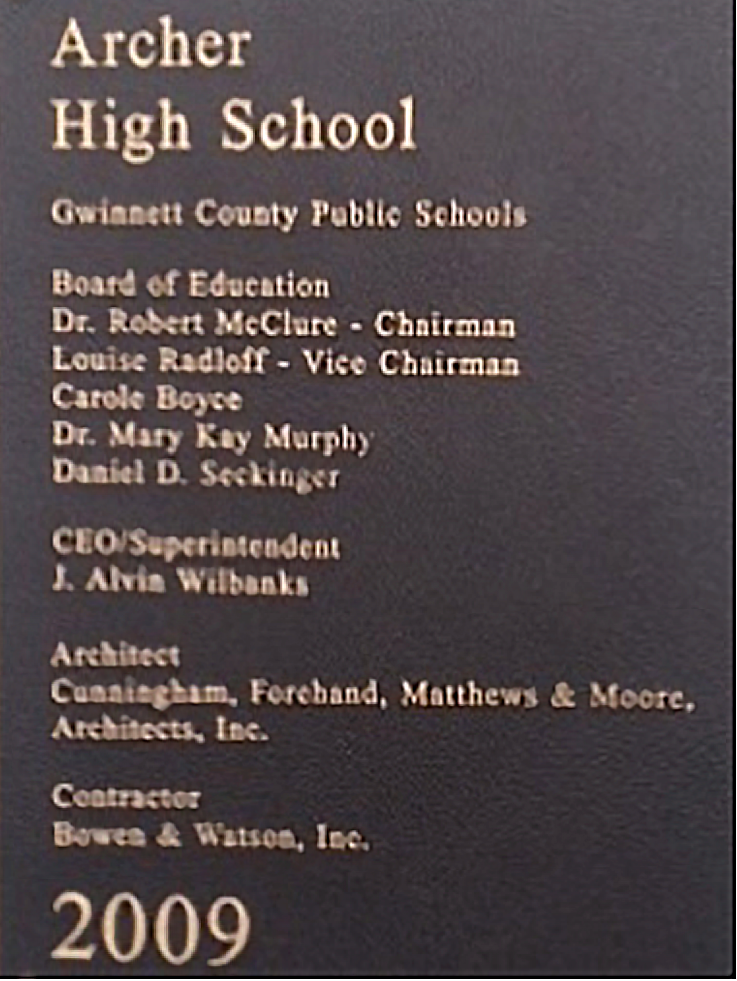 Archer
High School
Gwinnett County Public Schools
Board of Education
Dr. Robert McClure - Chairman
Louise Radloff - Vice Chairman
Carole Boyce
Dr. Mary Kay Murphy
Daniel D. Seckinger
CEO/Superintendent
J. Alvin Wilbanks
Architect
Cunningham, Forehand, Matthews & Moore,
Architects, Inc.
Contractor
Bowen & Watson, Inc.
2009